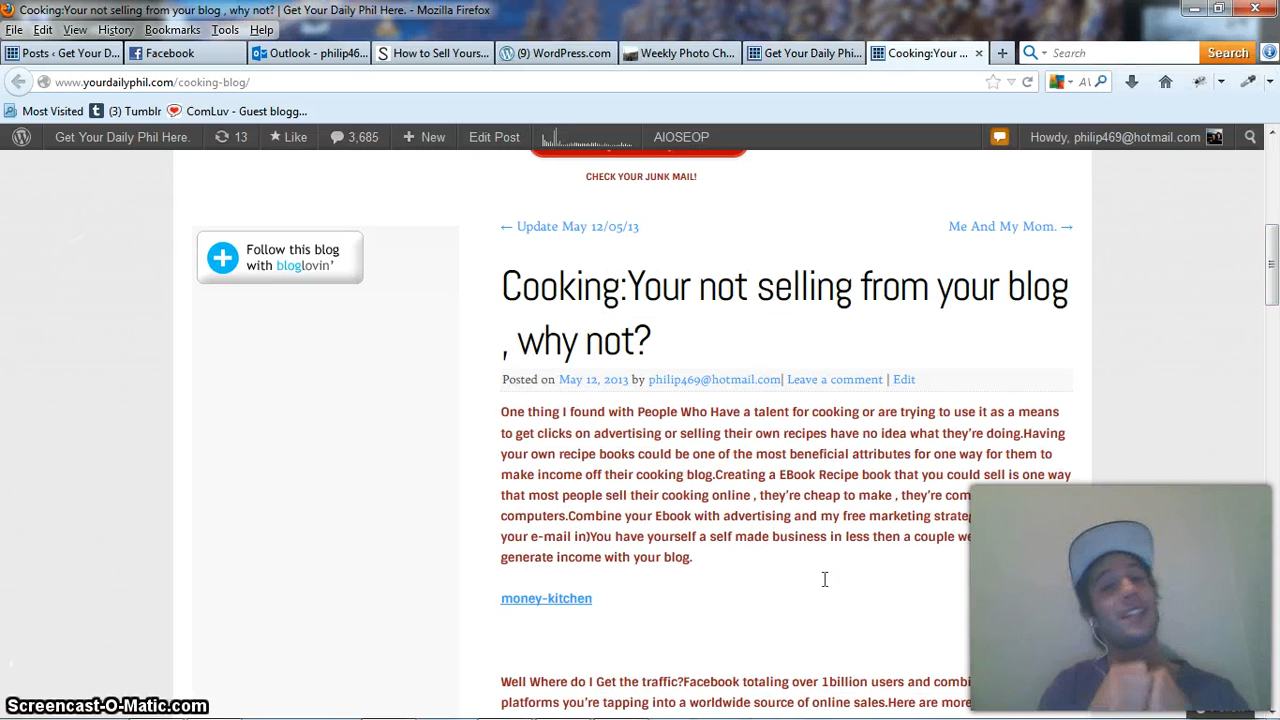 Cooking:Your not selling from your blog , why not? | Get Your Daily Phil Here. - Mozilla Firefox
File Edit View History Bookmarks Tools Help
Posts ‹ Get Your D... Facebook Outlook - philip46... How to Sell Yours... (9) WordPress.com Weekly Photo Ch... Get Your Daily Phi... Cooking:Your ... Search Search
www.yourdailyphil.com/cooking-blog/
Most Visited (3) Tumblr ComLuv - Guest blogg...
Get Your Daily Phil Here. 13 Like 3,685 New Edit Post AIOSEOP Howdy, philip469@hotmail.com
CHECK YOUR JUNK MAIL!
← Update May 12/05/13 Me And My Mom. →
Follow this blog
with bloglovin'
Cooking:Your not selling from your blog
, why not?
Posted on May 12, 2013 by philip469@hotmail.com| Leave a comment | Edit
One thing I found with People Who Have a talent for cooking or are trying to use it as a means
to get clicks on advertising or selling their own recipes have no idea what they're doing.Having
your own recipe books could be one of the most beneficial attributes for one way for them to
make income off their cooking blog.Creating a EBook Recipe book that you could sell is one way
that most people sell their cooking online , they're cheap to make , they're com
computers.Combine your Ebook with advertising and my free marketing strateg
your e-mail in)You have yourself a self made business in less then a couple we
generate income with your blog.
money-kitchen
Well Where do I Get the traffic?Facebook totaling over 1billion users and combi
platforms you're tapping into a worldwide source of online sales.Here are more
Screencast-O-Matic.com